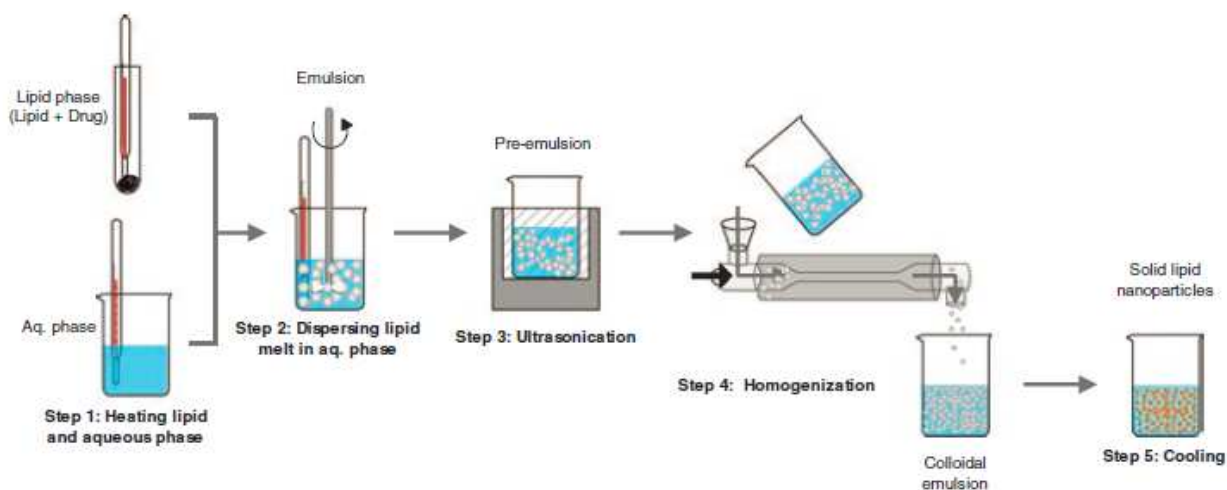 Lipid phase
(Lipid + Drug)
Aq. phase
Step 1: Heating lipid
and aqueous phase
Emulsion
Step 2: Dispersing lipid
melt in aq. phase
Pre-emulsion
Step 3: Ultrasonication
Step 4: Homogenization
Colloidal
emulsion
Solid lipid
nanoparticles
Step 5: Cooling